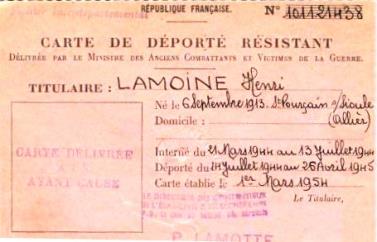 RÉPUBLIQUE FRANÇAISE.
N° 101121438
CARTE DE DÉPORTÉ RÉSISTANT
DÉLIVRÉE PAR LE MINISTRE DES ANCIENS COMBATTANTS ET VICTIMES DE LA GUERRE.
TITULAIRE : LAMOINE Henri
Né le 6 Septembre 1913. St Pourçain s/Sioule
Domicile : (Allier)
CARTE DÉLIVRÉE
A
AYANT CAUSE
Interné du 21 Mars 1944 au 13 Juillet 1944
Déporté du 14 Juillet 1944 au 26 Avril 1945
Carte établie le 1er Mars 1954
Le Titulaire,
P. LAMOTTE